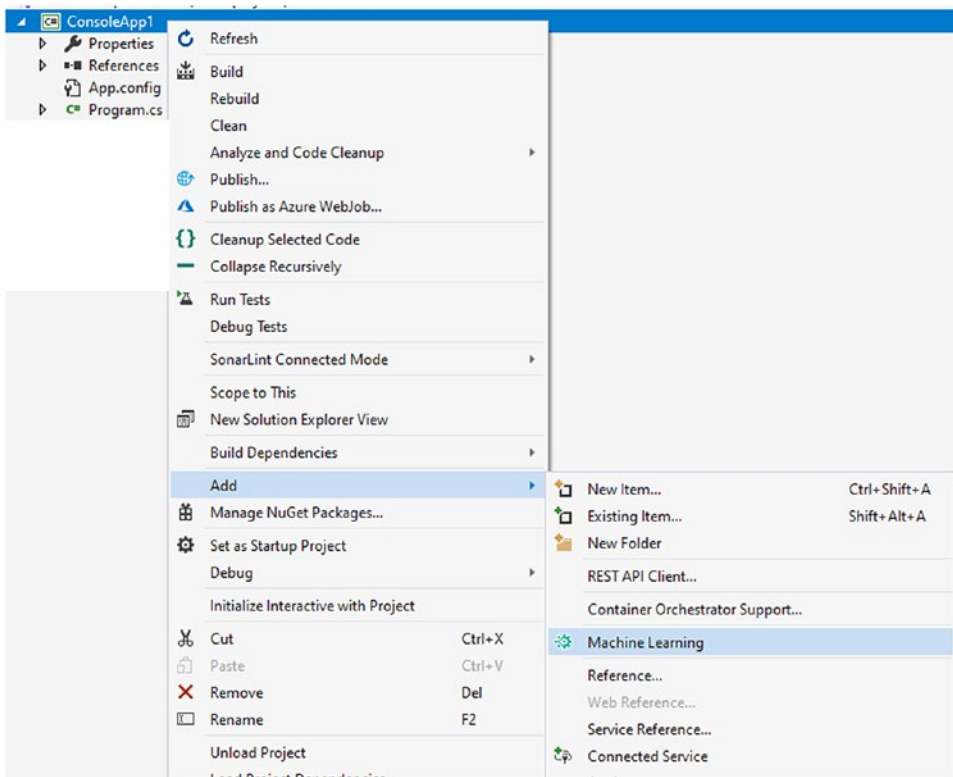 ConsoleApp1
Properties
References
App.config
Program.cs
Refresh
Build
Rebuild
Clean
Analyze and Code Cleanup
Publish...
Publish as Azure WebJob...
Cleanup Selected Code
Collapse Recursively
Run Tests
Debug Tests
SonarLint Connected Mode
Scope to This
New Solution Explorer View
Build Dependencies
Add
Manage NuGet Packages...
Set as Startup Project
Debug
Initialize Interactive with Project
Cut Ctrl+X
Paste Ctrl+V
Remove Del
Rename F2
Unload Project
Load Project Dependencies
New Item... Ctrl+Shift+A
Existing Item... Shift+Alt+A
New Folder
REST API Client...
Container Orchestrator Support...
Machine Learning
Reference...
Web Reference...
Service Reference...
Connected Service